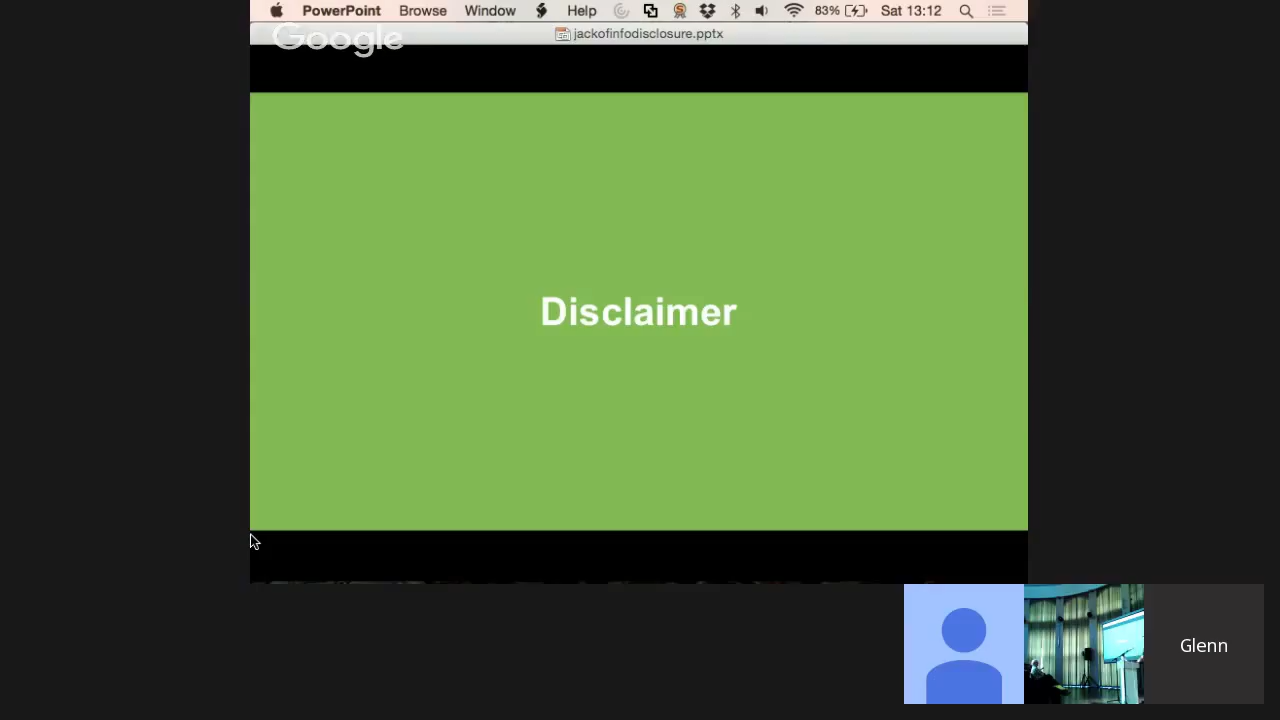 PowerPoint Browse Window Help 83% Sat 13:12
Google
jackofinfodisclosure.pptx
Disclaimer
Glenn